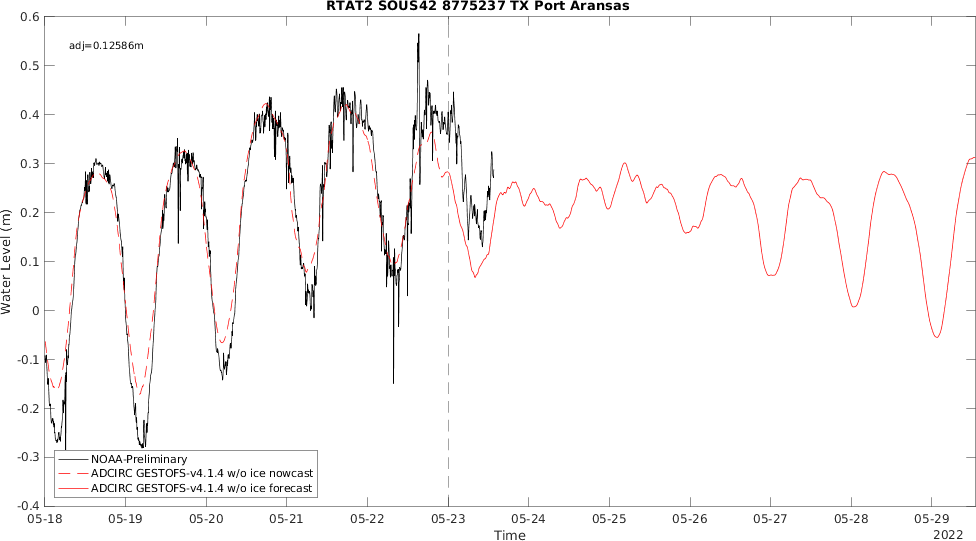 RTAT2 SOUS42 8775237 TX Port Aransas
adj=0.12586m
0.6
0.5
0.4
0.3
0.2
0.1
0
-0.1
-0.2
-0.3
-0.4
Water Level (m)
NOAA-Preliminary
ADCIRC GESTOFS-v4.1.4 w/o ice nowcast
ADCIRC GESTOFS-v4.1.4 w/o ice forecast
05-18 05-19 05-20 05-21 05-22 05-23 05-24 05-25 05-26 05-27 05-28 05-29
Time
2022